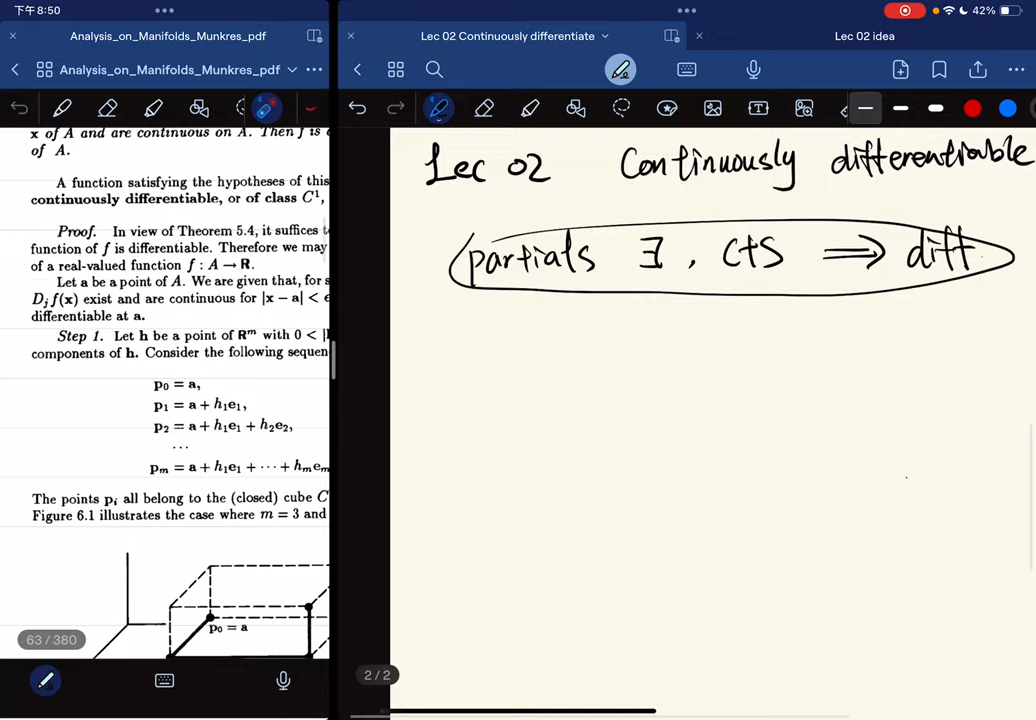 下午8:50
42%
Analysis_on_Manifolds_Munkres_pdf
Analysis_on_Manifolds_Munkres_pdf
x of A and are continuous on A. Then f is
of A.
A function satisfying the hypotheses of this
continuously differentiable, or of class C¹,
Proof. In view of Theorem 5.4, it suffices
function of f is differentiable. Therefore we may
of a real-valued function f : A → R.
Let a be a point of A. We are given that, for
Djf(x) exist and are continuous for |x − a| <
differentiable at a.
Step 1. Let h be a point of Rᵐ with 0 < |
components of h. Consider the following sequen
p₀ = a,
p₁ = a + h₁e₁,
p₂ = a + h₁e₁ + h₂e₂,
...
pₘ = a + h₁e₁ + ··· + hₘeₘ
The points pᵢ all belong to the (closed) cube C
Figure 6.1 illustrates the case where m = 3 and
p₀ = a
63 / 380
Lec 02 Continuously differentiate
Lec 02 idea
Lec 02 Continuously differentiable
partials ∃ , cts ⟹ diff.
2 / 2